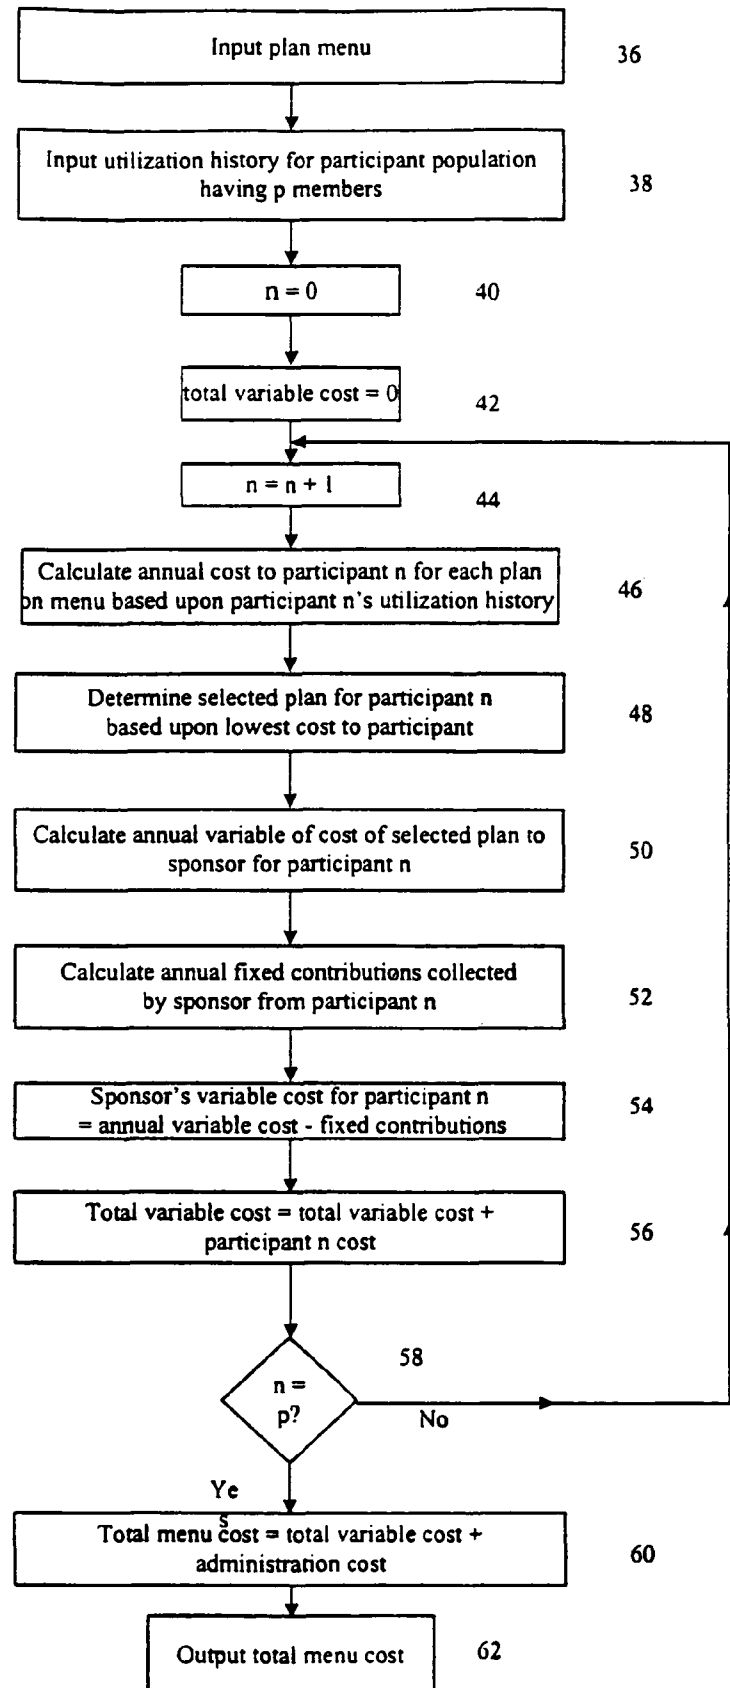 Input plan menu
36
Input utilization history for participant population
having p members
38
n = 0
40
total variable cost = 0
42
n = n + 1
44
Calculate annual cost to participant n for each plan
on menu based upon participant n's utilization history
46
Determine selected plan for participant n
based upon lowest cost to participant
48
Calculate annual variable of cost of selected plan to
sponsor for participant n
50
Calculate annual fixed contributions collected
by sponsor from participant n
52
Sponsor's variable cost for participant n
= annual variable cost - fixed contributions
54
Total variable cost = total variable cost +
participant n cost
56
58
n =
p?
No
Ye
s
Total menu cost = total variable cost +
administration cost
60
Output total menu cost
62